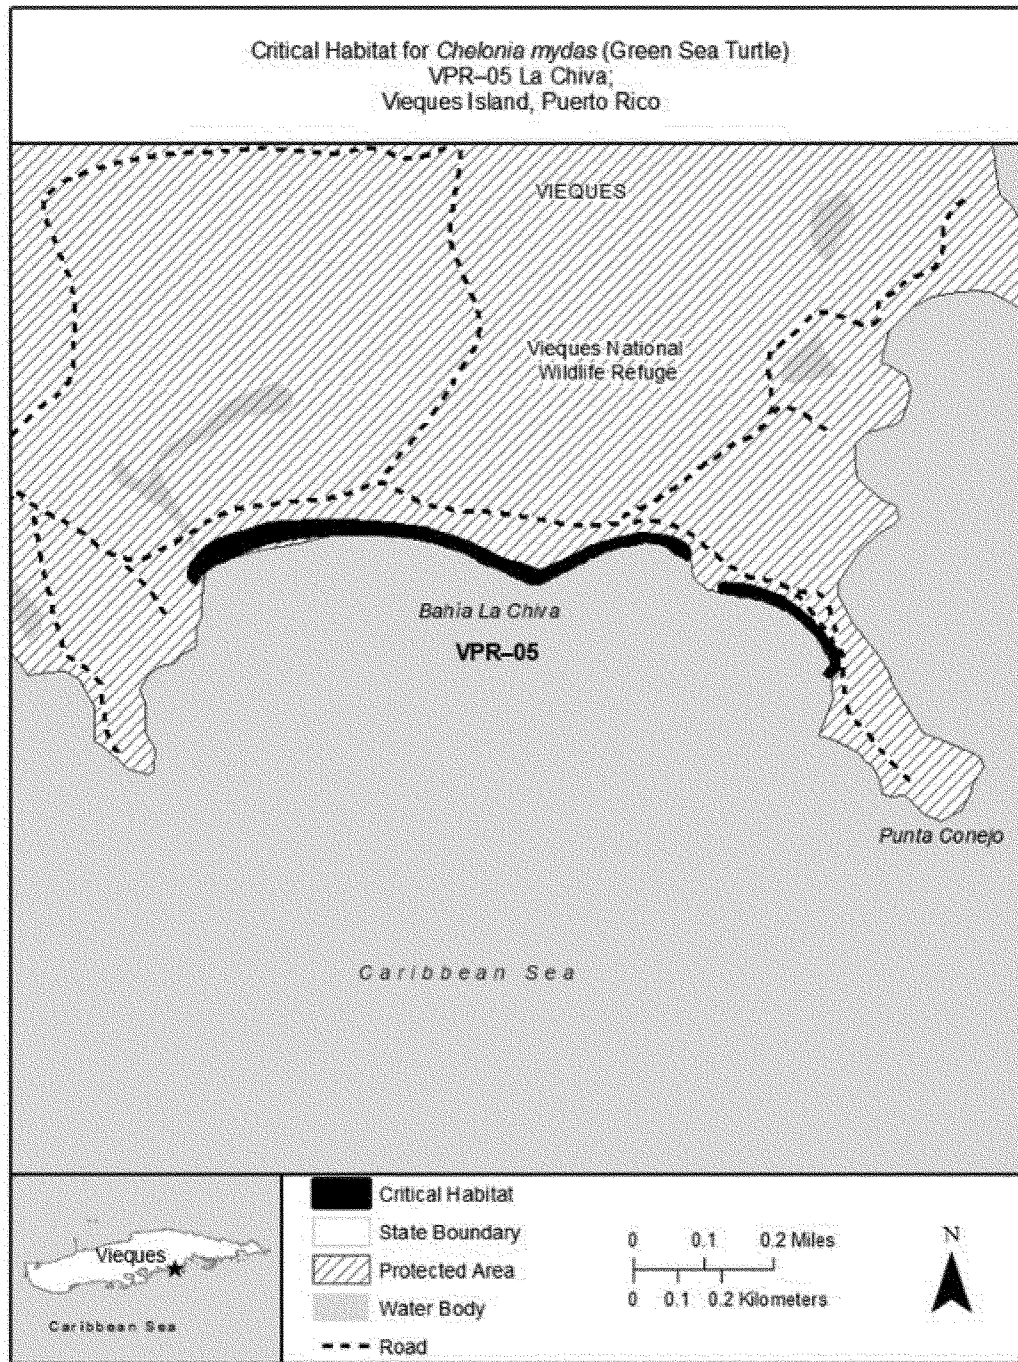 Critical Habitat for Chelonia mydas (Green Sea Turtle)
VPR–05 La Chiva;
Vieques Island, Puerto Rico
VIEQUES
Vieques National
Wildlife Refuge
Bahia La Chiva
VPR–05
Punta Conejo
Caribbean Sea
Vieques
Caribbean Sea
Critical Habitat
State Boundary
Protected Area
Water Body
Road
0 0.1 0.2 Miles
0 0.1 0.2 Kilometers
N